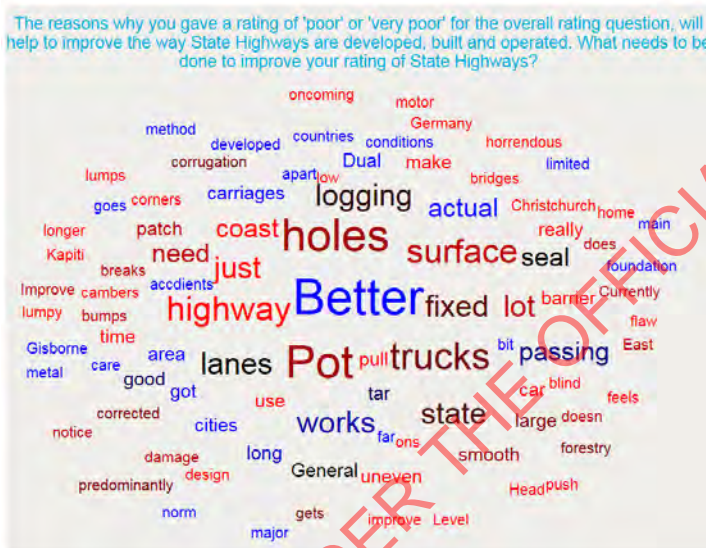 The reasons why you gave a rating of 'poor' or 'very poor' for the overall rating question, will
help to improve the way State Highways are developed, built and operated. What needs to be
done to improve your rating of State Highways?
oncoming motor
Germany
method developed countries conditions horrendous
corrugation Dual make limited
lumps apart low bridges
goes corners carriages logging actual Christchurch home
longer patch coast holes really main
Kapiti need surface seal does
breaks just foundation
Improve cambers accdients Better fixed lot barrier Currently
lumpy bumps highway flaw
time
Gisborne area lanes Pot pull trucks bit passing East
metal care good tar car blind
got use feels
corrected works state large doesn
notice cities far ons
long smooth forestry
damage General uneven
predominantly design Head push
norm gets improve Level
major
DER THE OFFICI